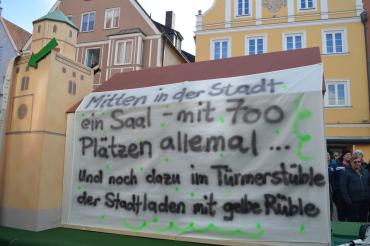 Mitten in der Stadt
ein Saal - mit 700
Plätzen allemal ...
Und noch dazu im Türmerstüble
der Stadtladen mit gelbe Rüble